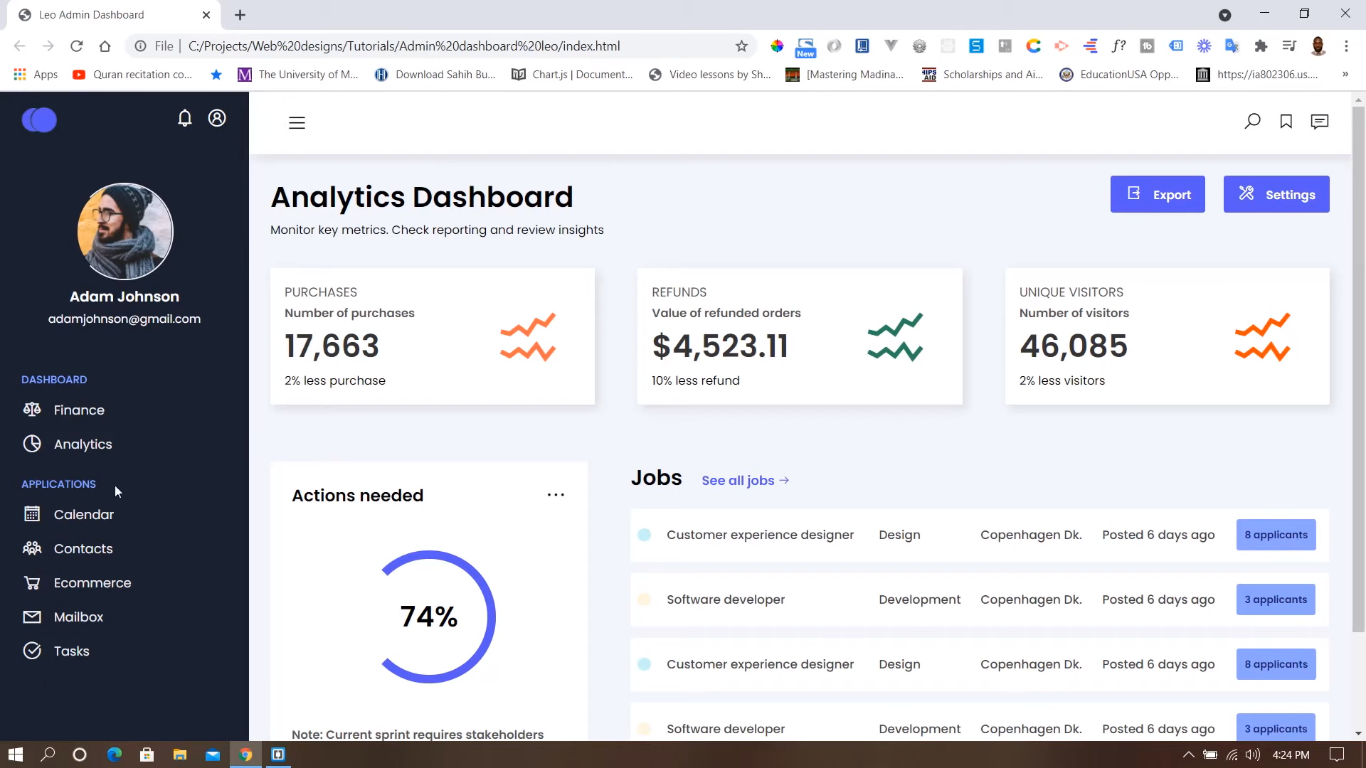 Leo Admin Dashboard
File | C:/Projects/Web%20designs/Tutorials/Admin%20dashboard%20leo/index.html
New
f?
Apps
Quran recitation co...
The University of M...
Download Sahih Bu...
Chart.js | Document...
Video lessons by Sh...
[Mastering Madina...
Scholarships and Ai...
EducationUSA Opp...
https://ia802306.us....
Analytics Dashboard
Monitor key metrics. Check reporting and review insights
Export
Settings
Adam Johnson
adamjohnson@gmail.com
DASHBOARD
Finance
Analytics
APPLICATIONS
Calendar
Contacts
Ecommerce
Mailbox
Tasks
PURCHASES
Number of purchases
17,663
2% less purchase
REFUNDS
Value of refunded orders
$4,523.11
10% less refund
UNIQUE VISITORS
Number of visitors
46,085
2% less visitors
Actions needed
74%
Note: Current sprint requires stakeholders
Jobs
See all jobs →
Customer experience designer Design Copenhagen Dk. Posted 6 days ago 8 applicants
Software developer Development Copenhagen Dk. Posted 6 days ago 3 applicants
Customer experience designer Design Copenhagen Dk. Posted 6 days ago 8 applicants
Software developer Development Copenhagen Dk. Posted 6 days ago 3 applicants
4:24 PM